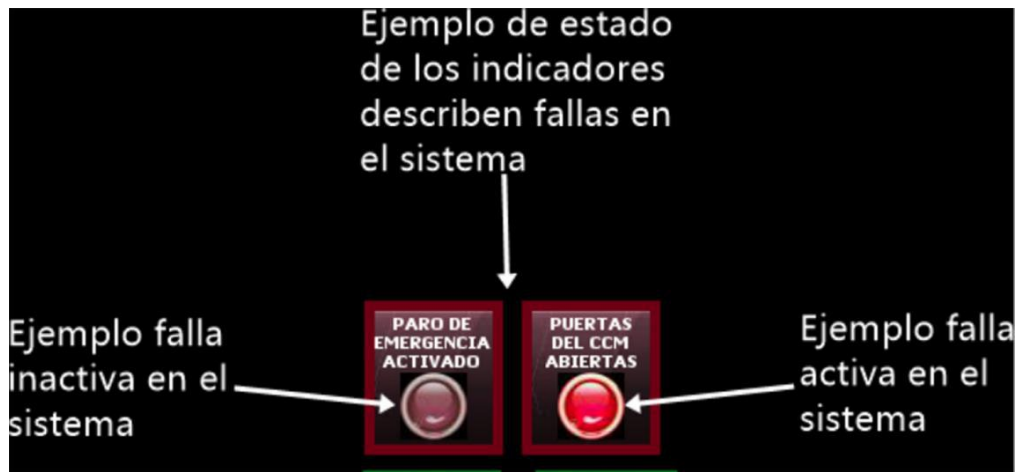 Ejemplo de estado
de los indicadores
describen fallas en
el sistema
Ejemplo falla
inactiva en el
sistema
PARO DE
EMERGENCIA
ACTIVADO
PUERTAS
DEL CCM
ABIERTAS
Ejemplo falla
activa en el
sistema